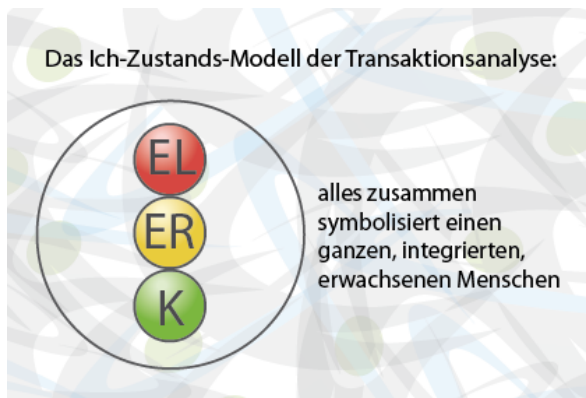 Das Ich-Zustands-Modell der Transaktionsanalyse:
EL
ER
K
alles zusammen
symbolisiert einen
ganzen, integrierten,
erwachsenen Menschen